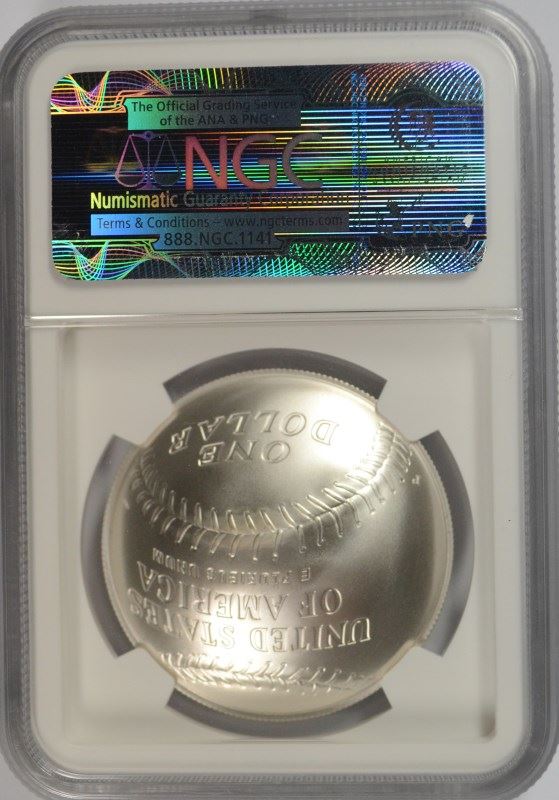 The Official Grading Service
of the ANA & PNG
NGC
Numismatic Guaranty Corporation
Terms & Conditions – www.ngcterms.com
888.NGC.1141
PNG
UNITED STATES
OF AMERICA
E PLURIBUS UNUM
ONE
DOLLAR
P